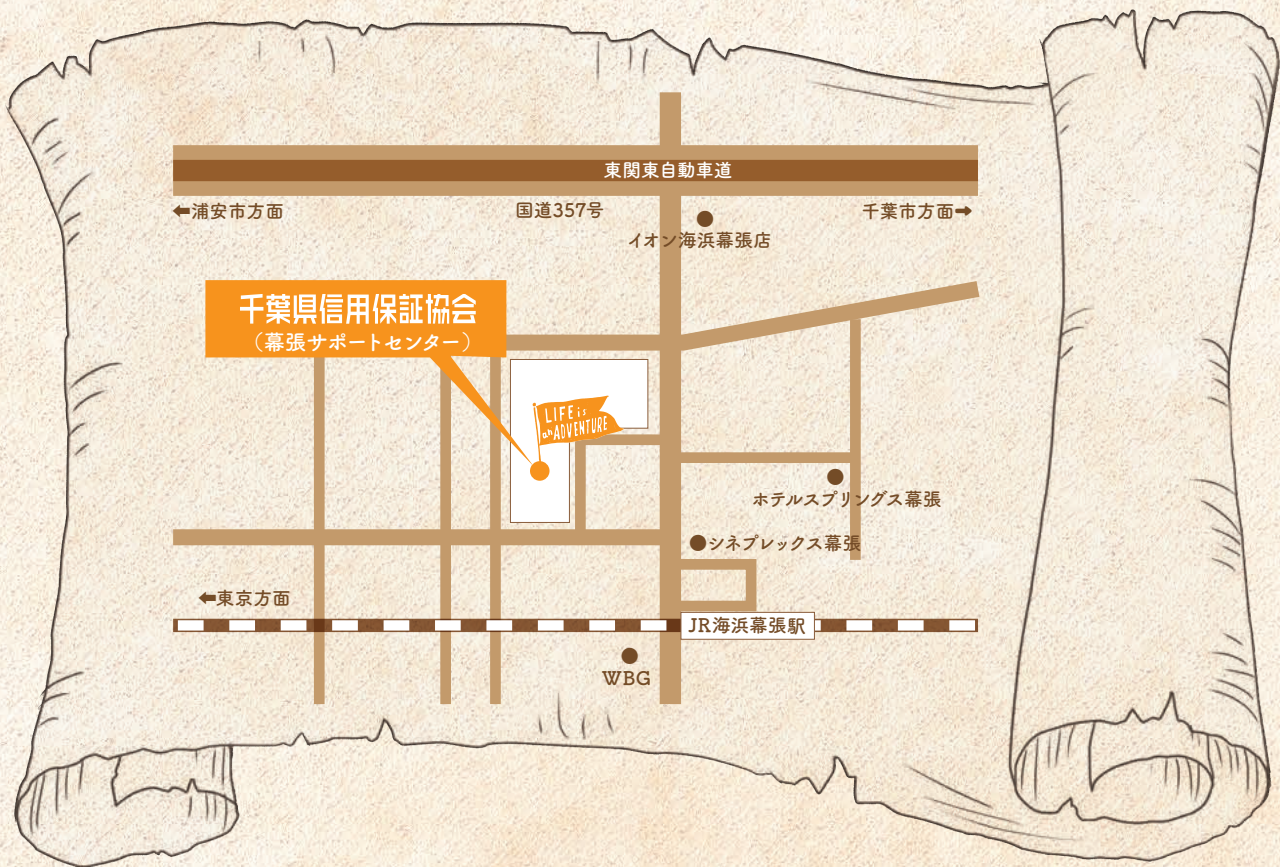 東関東自動車道
⬅浦安市方面
国道357号
千葉市方面➡
イオン海浜幕張店
千葉県信用保証協会
（幕張サポートセンター）
LIFE is
an ADVENTURE
ホテルスプリングス幕張
シネプレックス幕張
⬅東京方面
JR海浜幕張駅
WBG